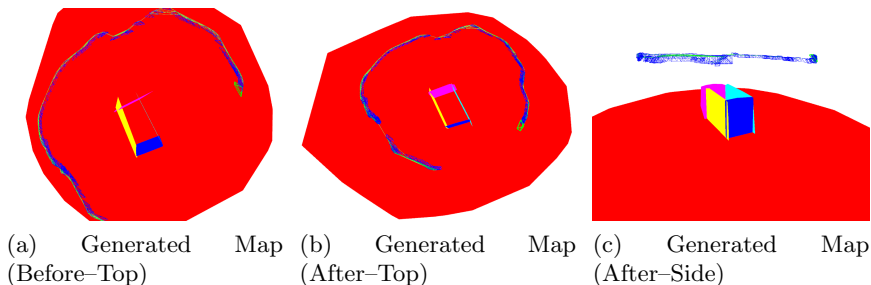 (a) Generated Map
(Before–Top)
(b) Generated Map
(After–Top)
(c) Generated Map
(After–Side)